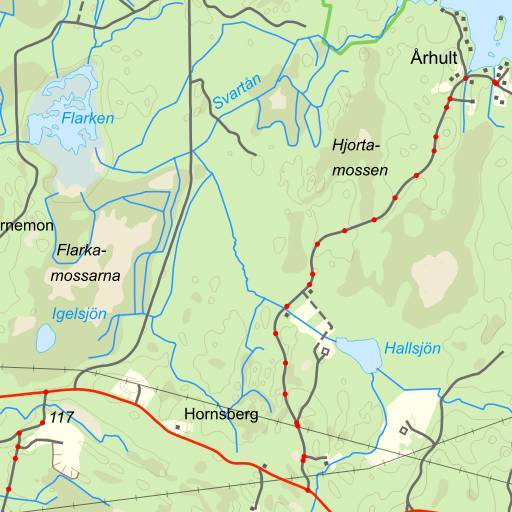 Århult
Svartån
Flarken
Hjorta-
mossen
rnemon
Flarka-
mossarna
Igelsjön
Hallsjön
Hornsberg
117